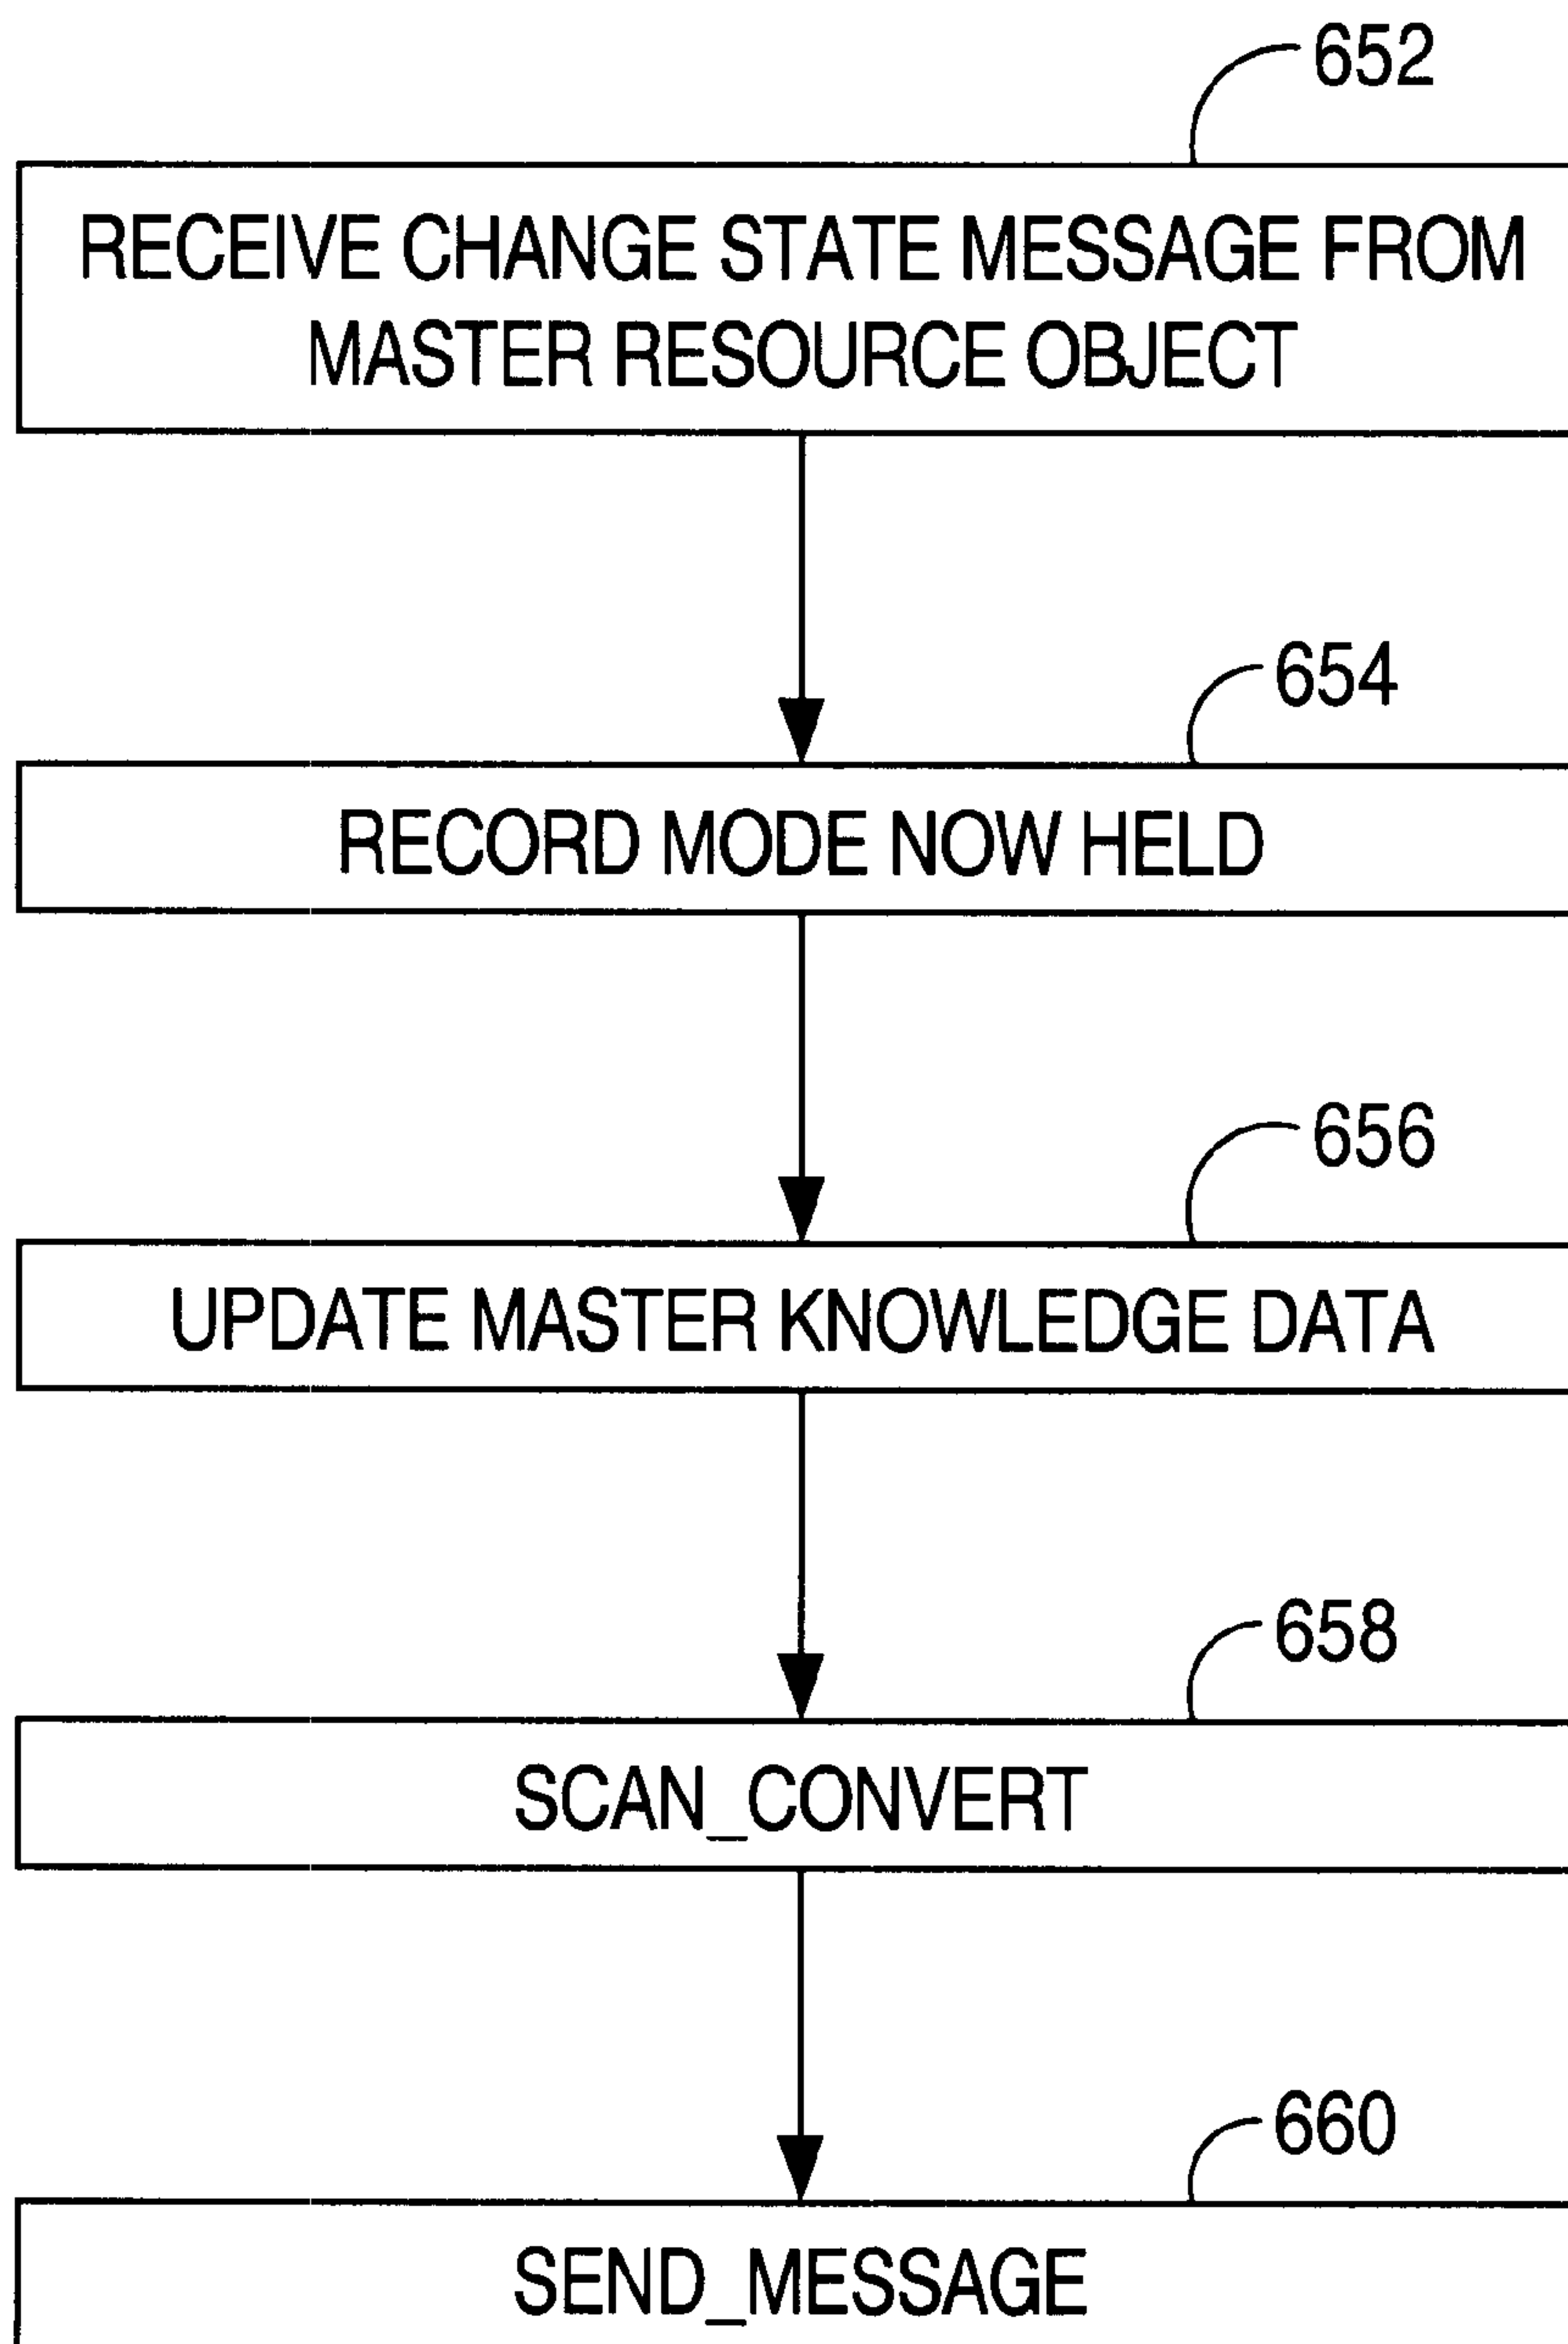 652
RECEIVE CHANGE STATE MESSAGE FROM
MASTER RESOURCE OBJECT
654
RECORD MODE NOW HELD
656
UPDATE MASTER KNOWLEDGE DATA
658
SCAN_CONVERT
660
SEND_MESSAGE